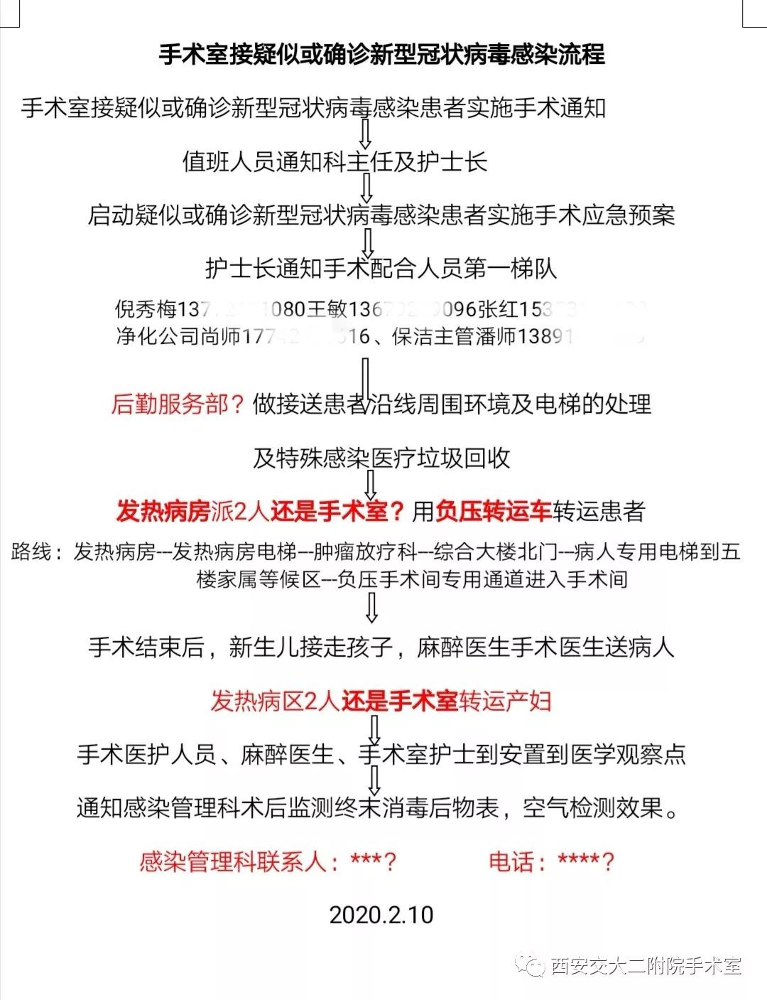 手术室接疑似或确诊新型冠状病毒感染流程
手术室接疑似或确诊新型冠状病毒感染患者实施手术通知
值班人员通知科主任及护士长
启动疑似或确诊新型冠状病毒感染患者实施手术应急预案
护士长通知手术配合人员第一梯队
倪秀梅137 1080王敏136 9096张红153
净化公司尚师177 16、保洁主管潘师13891
后勤服务部？做接送患者沿线周围环境及电梯的处理
及特殊感染医疗垃圾回收
发热病房派2人还是手术室？用负压转运车转运患者
路线：发热病房---发热病房电梯---肿瘤放疗科---综合大楼北门---病人专用电梯到五
楼家属等候区---负压手术间专用通道进入手术间
手术结束后，新生儿接走孩子，麻醉医生手术医生送病人
发热病区2人还是手术室转运产妇
手术医护人员、麻醉医生、手术室护士到安置到医学观察点
通知感染管理科术后监测终末消毒后物表，空气检测效果。
感染管理科联系人：***？ 电话：****？
2020.2.10
西安交大二附院手术室